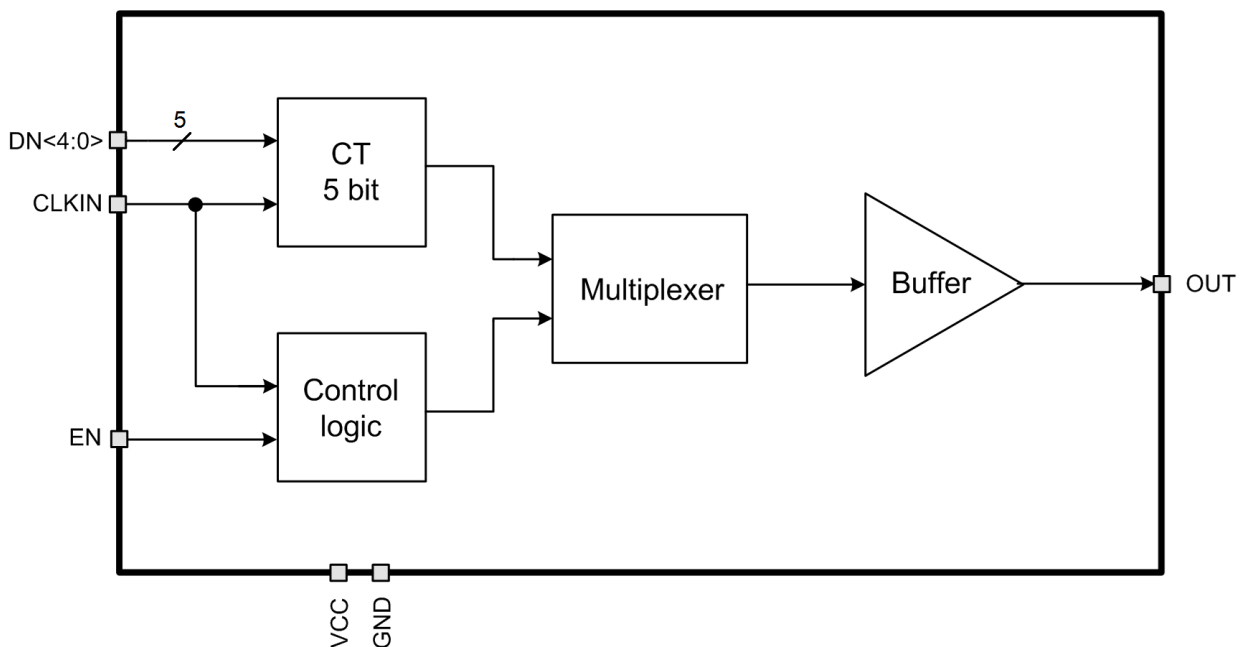 5
DN<4:0>
CT
5 bit
CLKIN
Multiplexer
Buffer
OUT
Control
logic
EN
VCC
GND